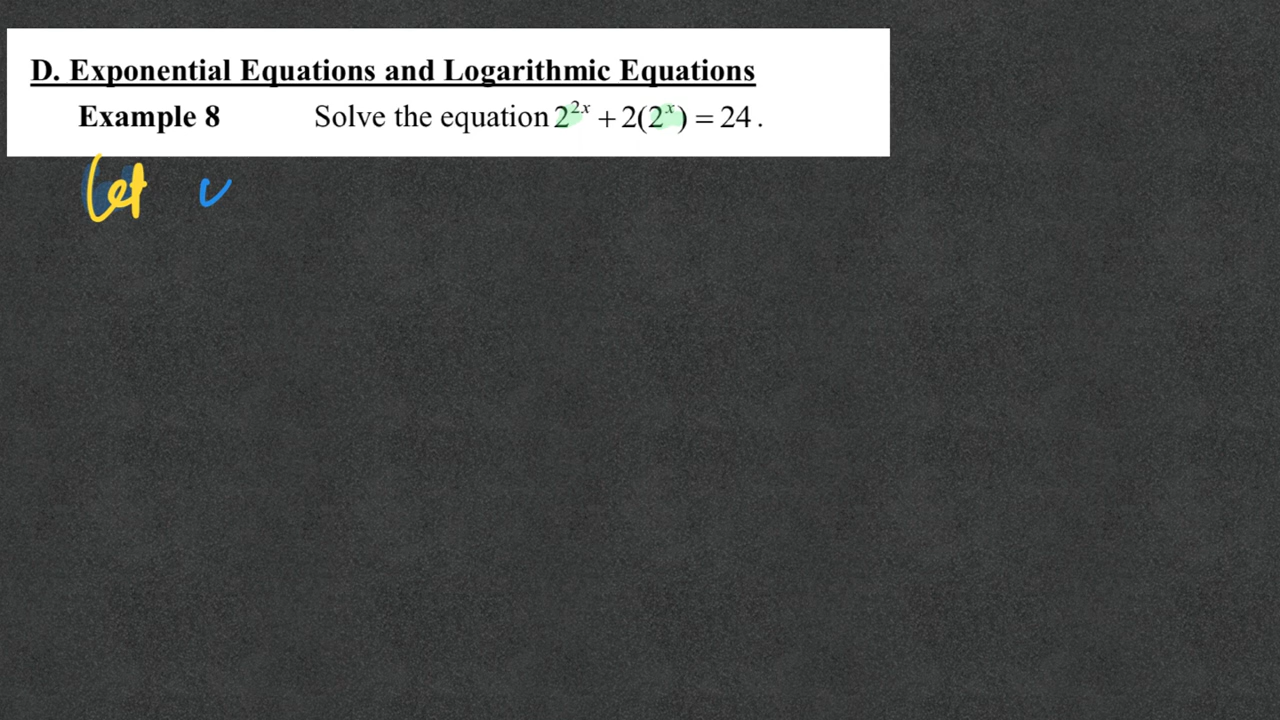 D. Exponential Equations and Logarithmic Equations
Example 8 Solve the equation 2^{2x} + 2(2^x) = 24.
Let u